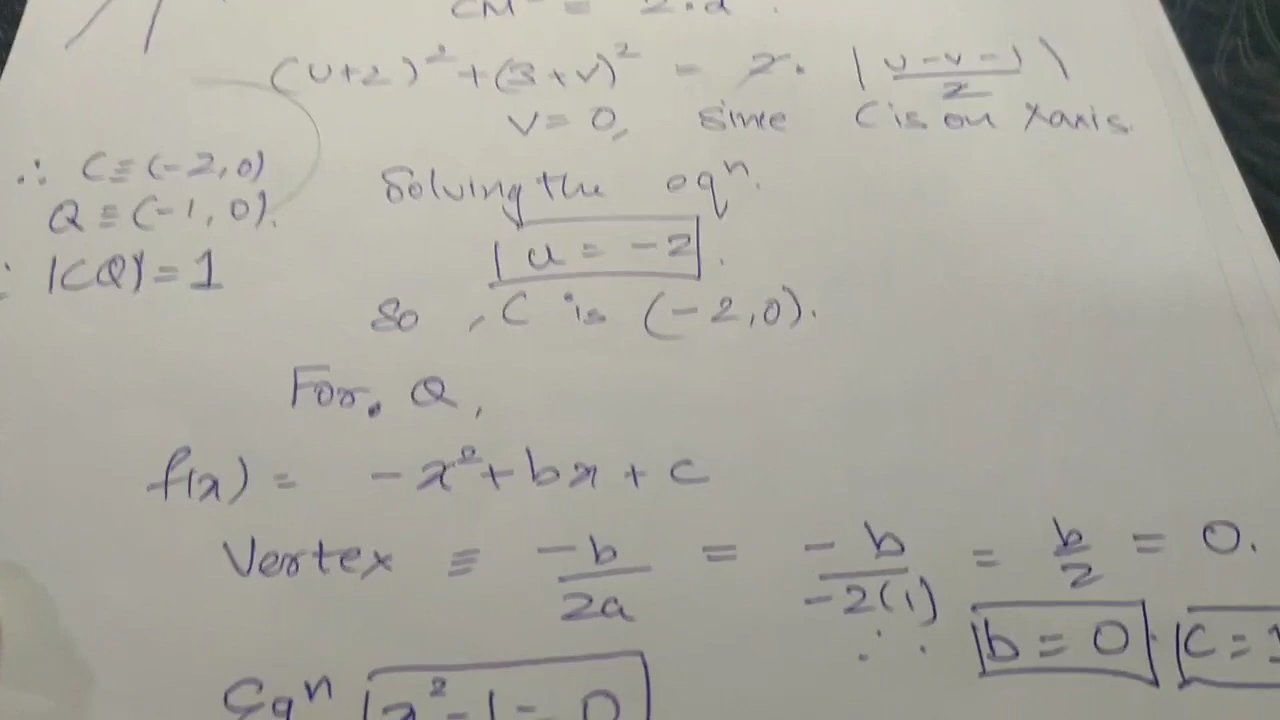 CM = 2.d.
(u+2)² + (3+v)² = 2. |u-v-1/2|
v=0, since C is on X axis.
∴ C≡(-2,0)
Q≡(-1,0).
∴ |CQ|=1
Solving the eqⁿ.
u = -2.
So, C is (-2,0).
For, Q,
f(x) = -x²+bx+c
Vertex ≡ -b/2a = -b/-2(1) = b/2 = 0.
∴ b=0. c=1
Eqⁿ x²-1=0